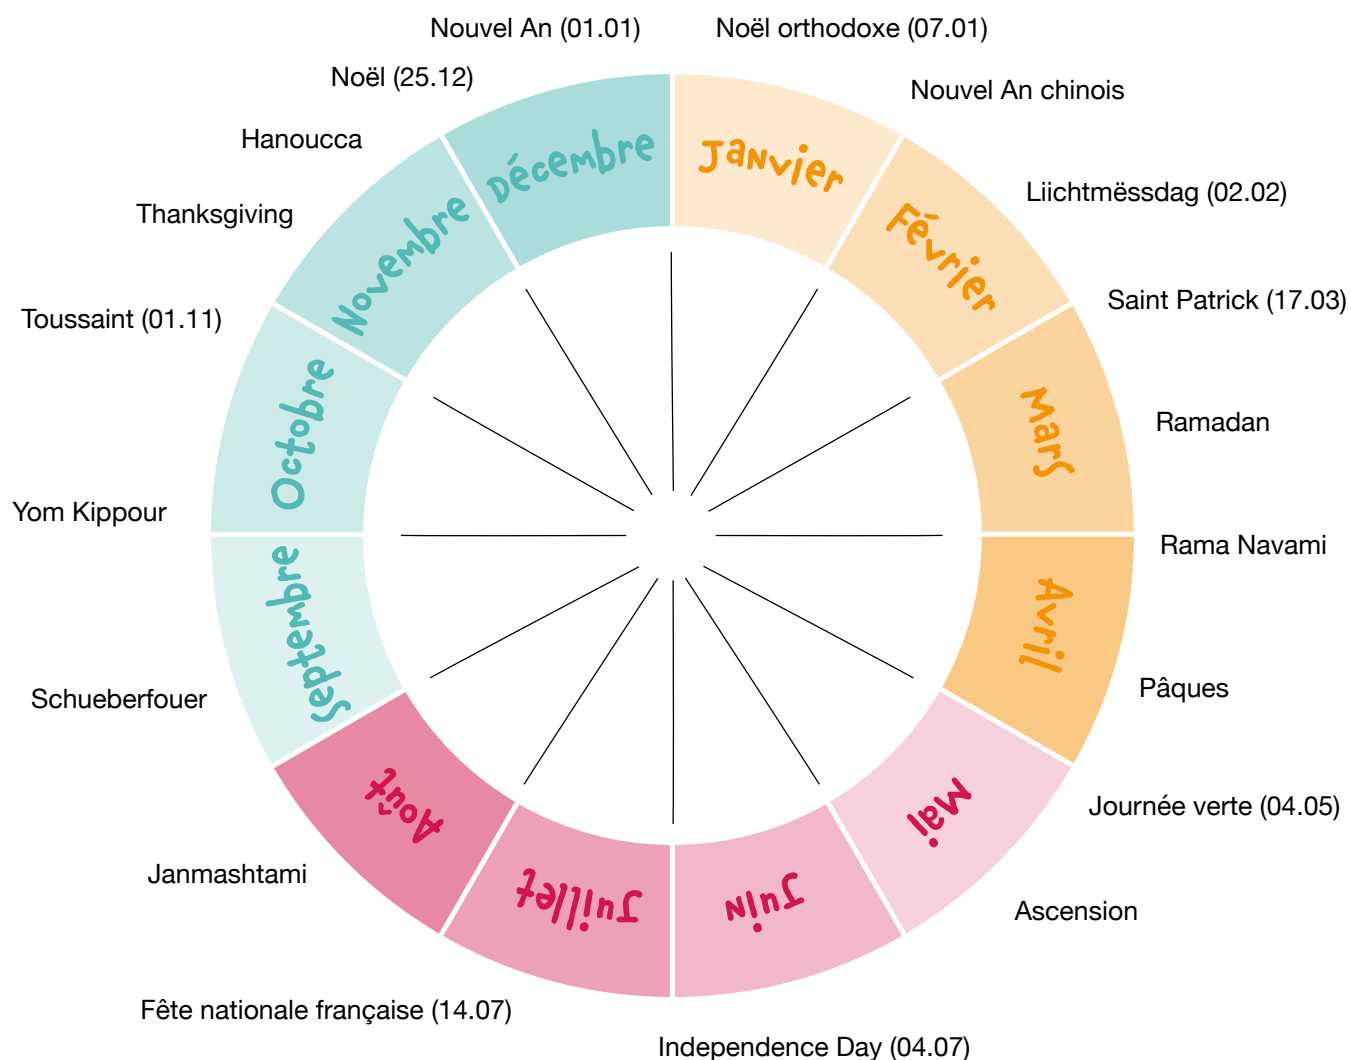 Nouvel An (01.01)
Noël orthodoxe (07.01)
Noël (25.12)
Nouvel An chinois
Hanoucca
Liichtmëssdag (02.02)
Thanksgiving
Saint Patrick (17.03)
Toussaint (01.11)
Ramadan
Yom Kippour
Rama Navami
Schueberfouer
Pâques
Journée verte (04.05)
Janmashtami
Ascension
Fête nationale française (14.07)
Independence Day (04.07)
Janvier
Février
Mars
Avril
Mai
Juin
Juillet
Août
Septembre
Octobre
Novembre
Décembre